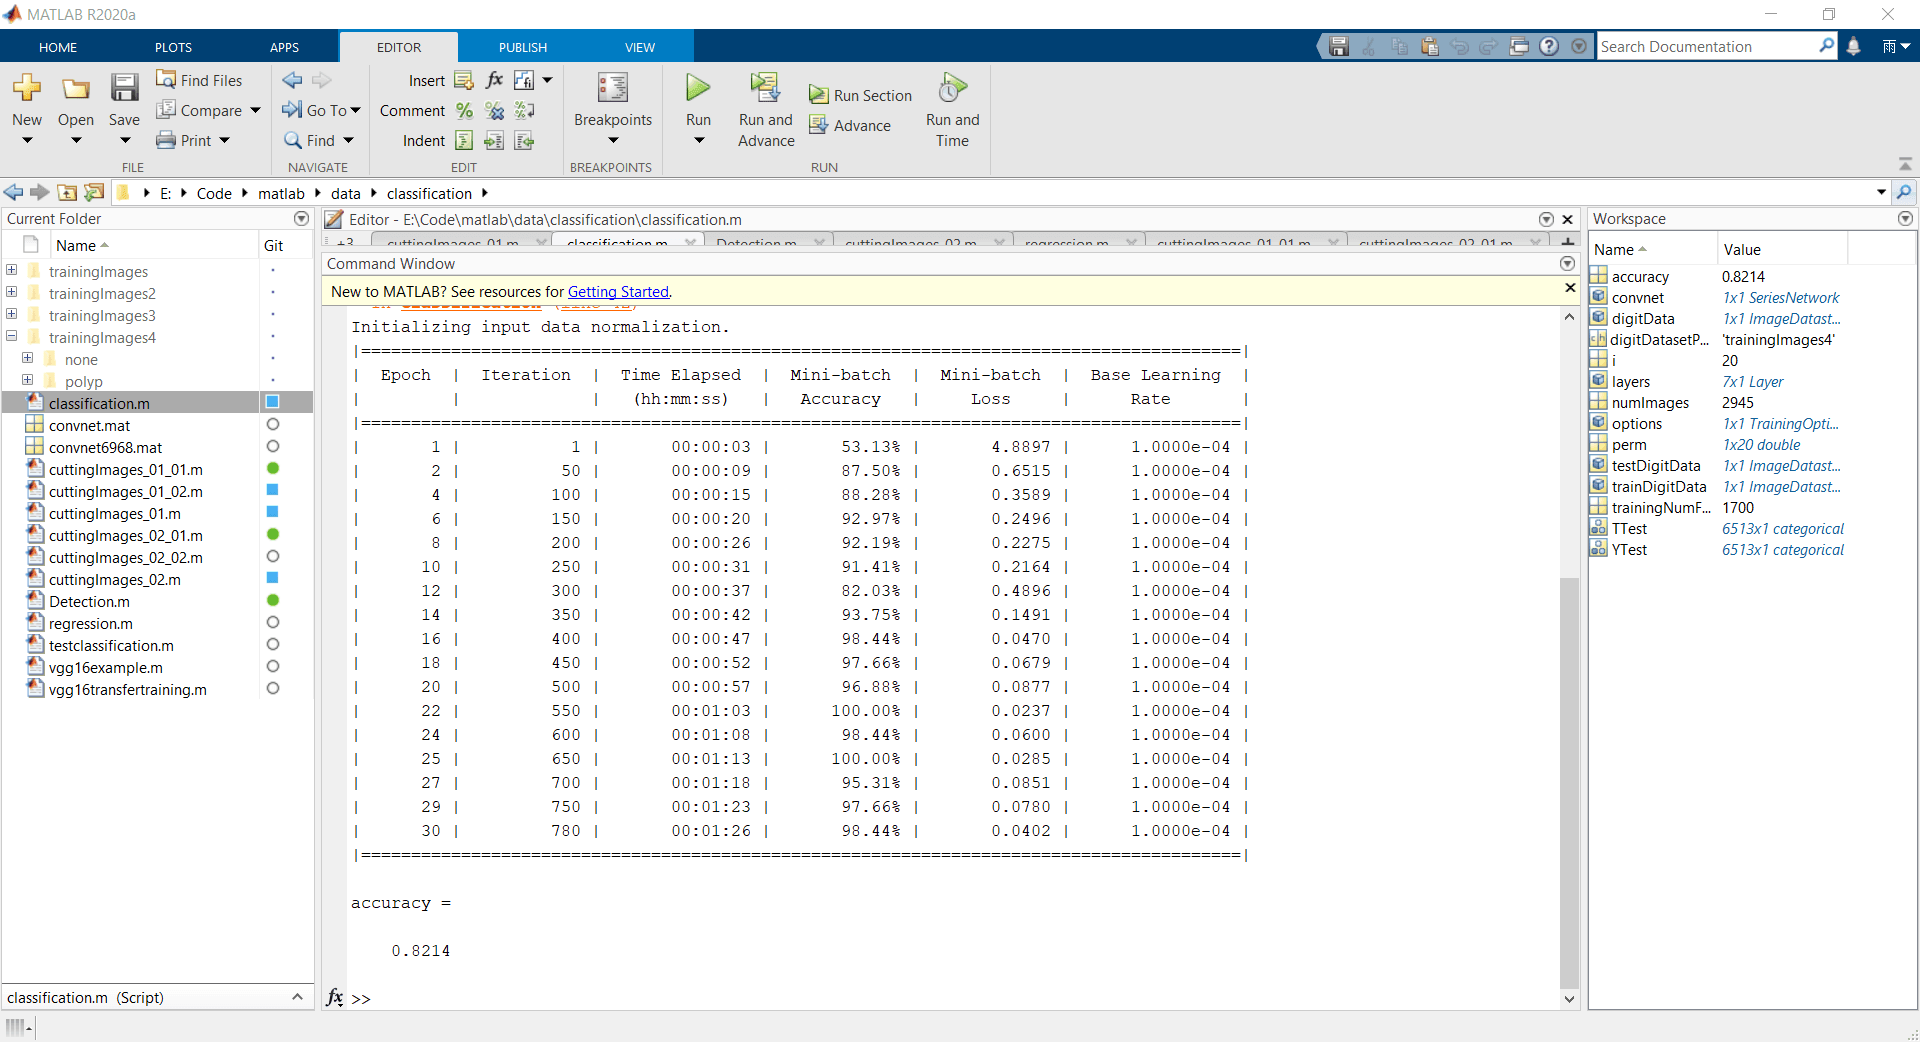 MATLAB R2020a
HOME PLOTS APPS EDITOR PUBLISH VIEW
Search Documentation
雨
New
Open
Save
Find Files
Compare
Print
FILE
Go To
Find
NAVIGATE
Insert
fx
fi
Comment
Indent
EDIT
Breakpoints
BREAKPOINTS
Run
Run and
Advance
Run Section
Advance
Run and
Time
RUN
E: Code matlab data classification
Current Folder
Name Git
trainingImages
trainingImages2
trainingImages3
trainingImages4
none
polyp
classification.m
convnet.mat
convnet6968.mat
cuttingImages_01_01.m
cuttingImages_01_02.m
cuttingImages_01.m
cuttingImages_02_01.m
cuttingImages_02_02.m
cuttingImages_02.m
Detection.m
regression.m
testclassification.m
vgg16example.m
vgg16transfertraining.m
classification.m (Script)
Editor - E:\Code\matlab\data\classification\classification.m
+3 cuttingImages_01.m classification.m Detection.m cuttingImages_02.m regression.m cuttingImages_01_01.m cuttingImages_02_01.m
Command Window
New to MATLAB? See resources for Getting Started.
Initializing input data normalization.
|========================================================================================|
| Epoch | Iteration | Time Elapsed | Mini-batch | Mini-batch | Base Learning |
| | | (hh:mm:ss) | Accuracy | Loss | Rate |
|========================================================================================|
| 1 | 1 | 00:00:03 | 53.13% | 4.8897 | 1.0000e-04 |
| 2 | 50 | 00:00:09 | 87.50% | 0.6515 | 1.0000e-04 |
| 4 | 100 | 00:00:15 | 88.28% | 0.3589 | 1.0000e-04 |
| 6 | 150 | 00:00:20 | 92.97% | 0.2496 | 1.0000e-04 |
| 8 | 200 | 00:00:26 | 92.19% | 0.2275 | 1.0000e-04 |
| 10 | 250 | 00:00:31 | 91.41% | 0.2164 | 1.0000e-04 |
| 12 | 300 | 00:00:37 | 82.03% | 0.4896 | 1.0000e-04 |
| 14 | 350 | 00:00:42 | 93.75% | 0.1491 | 1.0000e-04 |
| 16 | 400 | 00:00:47 | 98.44% | 0.0470 | 1.0000e-04 |
| 18 | 450 | 00:00:52 | 97.66% | 0.0679 | 1.0000e-04 |
| 20 | 500 | 00:00:57 | 96.88% | 0.0877 | 1.0000e-04 |
| 22 | 550 | 00:01:03 | 100.00% | 0.0237 | 1.0000e-04 |
| 24 | 600 | 00:01:08 | 98.44% | 0.0600 | 1.0000e-04 |
| 25 | 650 | 00:01:13 | 100.00% | 0.0285 | 1.0000e-04 |
| 27 | 700 | 00:01:18 | 95.31% | 0.0851 | 1.0000e-04 |
| 29 | 750 | 00:01:23 | 97.66% | 0.0780 | 1.0000e-04 |
| 30 | 780 | 00:01:26 | 98.44% | 0.0402 | 1.0000e-04 |
|========================================================================================|
accuracy =
0.8214
fx >>
Workspace
Name Value
accuracy 0.8214
convnet 1x1 SeriesNetwork
digitData 1x1 ImageDatast...
digitDatasetP... 'trainingImages4'
i 20
layers 7x1 Layer
numImages 2945
options 1x1 TrainingOpti...
perm 1x20 double
testDigitData 1x1 ImageDatast...
trainDigitData 1x1 ImageDatast...
trainingNumF... 1700
TTest 6513x1 categorical
YTest 6513x1 categorical